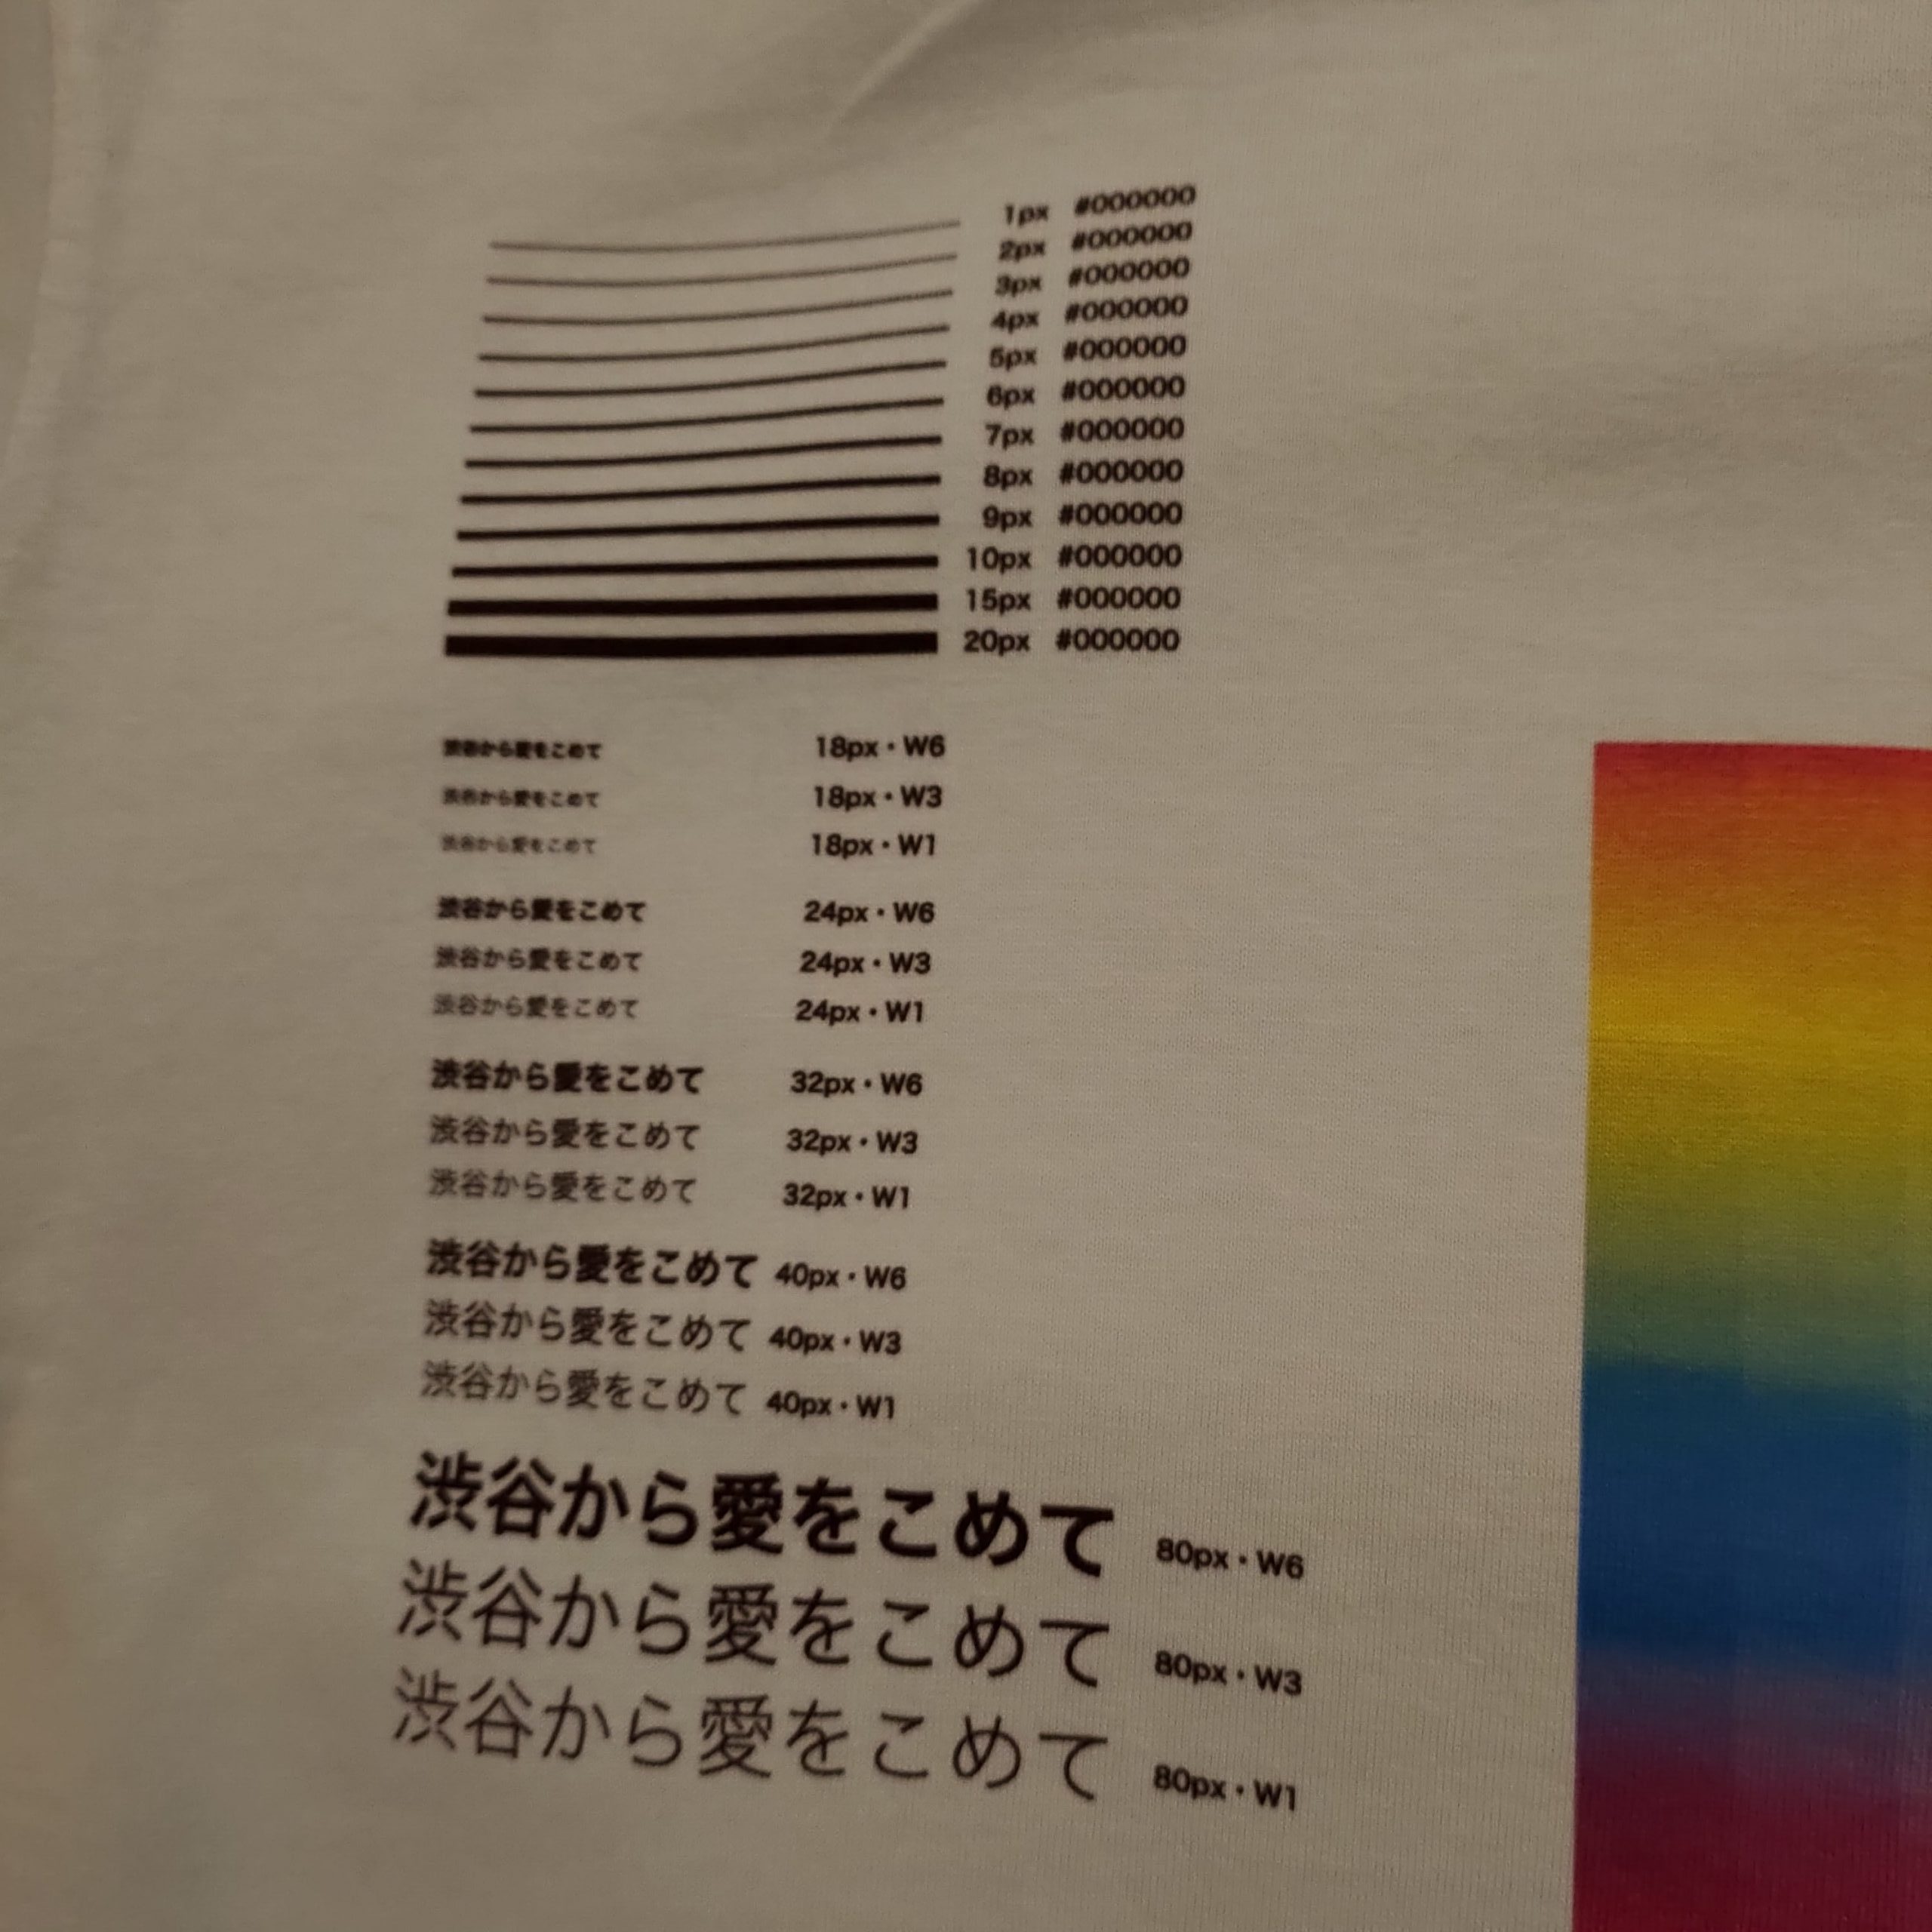 1px #000000
2px #000000
3px #000000
4px #000000
5px #000000
6px #000000
7px #000000
8px #000000
9px #000000
10px #000000
15px #000000
20px #000000
渋谷から愛をこめて 18px・W6
渋谷から愛をこめて 18px・W3
渋谷から愛をこめて 18px・W1
渋谷から愛をこめて 24px・W6
渋谷から愛をこめて 24px・W3
渋谷から愛をこめて 24px・W1
渋谷から愛をこめて 32px・W6
渋谷から愛をこめて 32px・W3
渋谷から愛をこめて 32px・W1
渋谷から愛をこめて 40px・W6
渋谷から愛をこめて 40px・W3
渋谷から愛をこめて 40px・W1
渋谷から愛をこめて 80px・W6
渋谷から愛をこめて 80px・W3
渋谷から愛をこめて 80px・W1